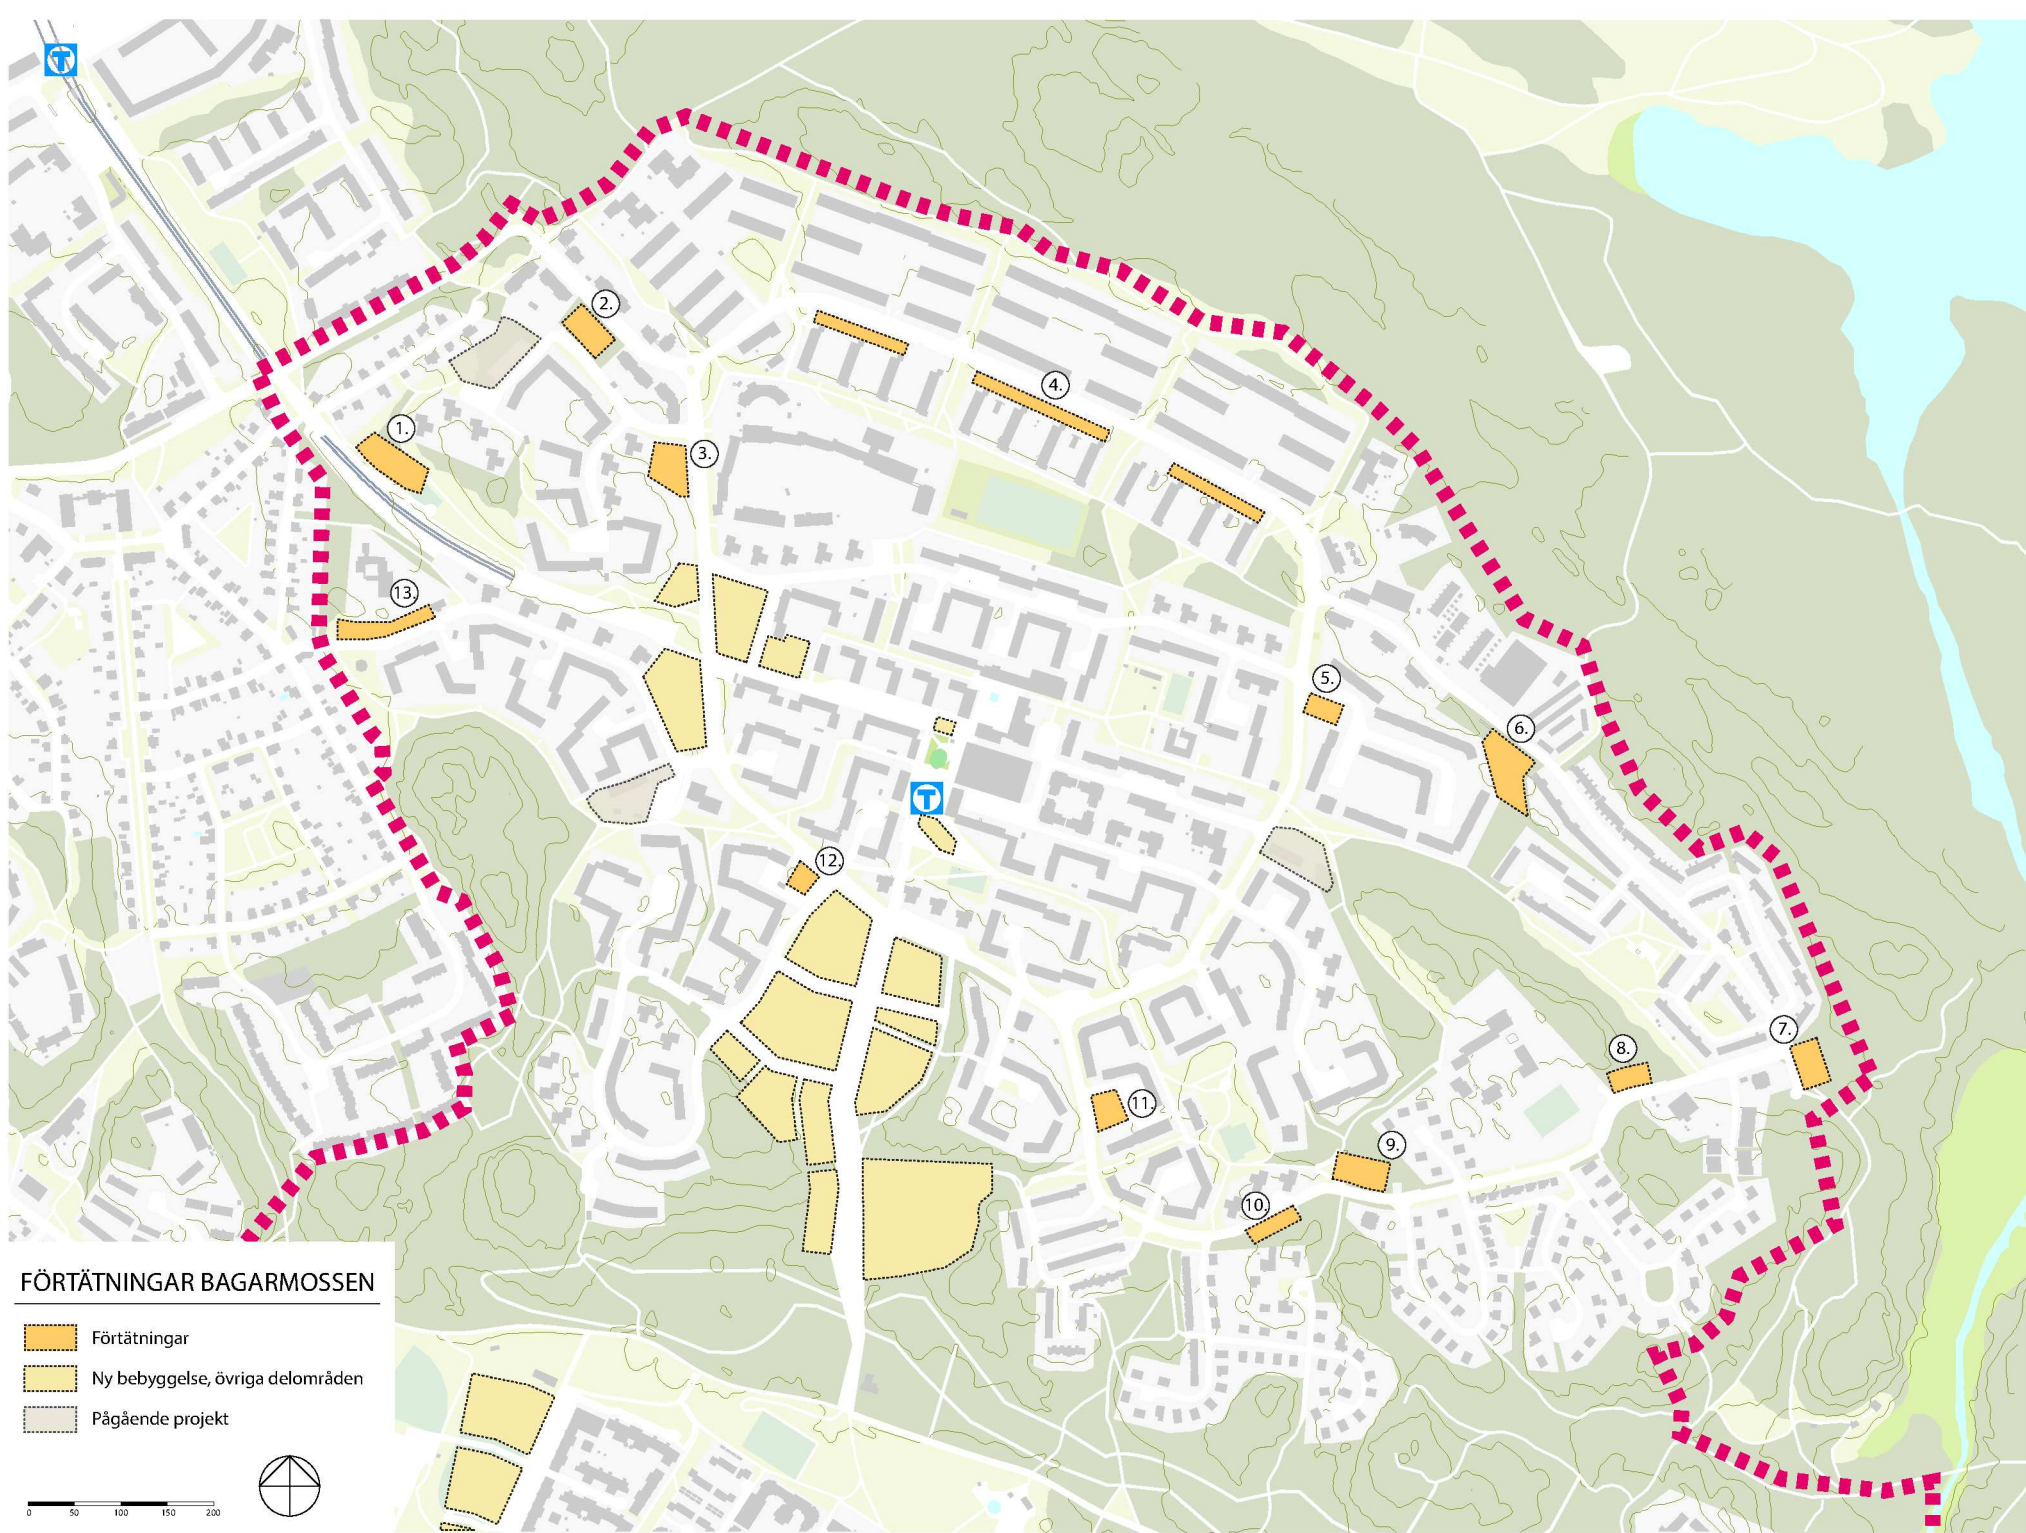 T
2.
4.
1.
3.
13.
5.
6.
T
12.
7.
8.
11.
9.
10.
FÖRTÄTNINGAR BAGARMOSSEN
Förtätningar
Ny bebyggelse, övriga delområden
Pågående projekt
0 50 100 150 200